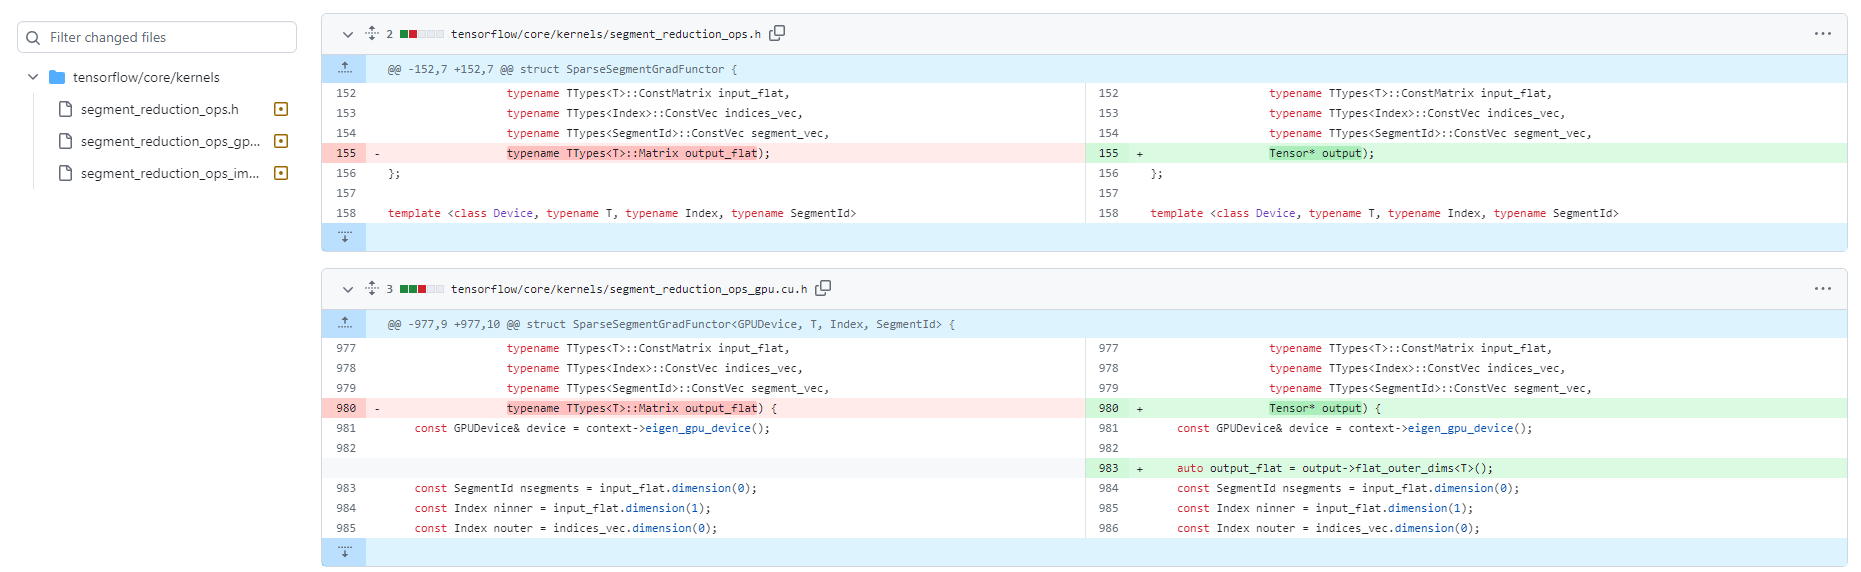 Filter changed files
tensorflow/core/kernels
segment_reduction_ops.h
segment_reduction_ops_gp...
segment_reduction_ops_im...
2 tensorflow/core/kernels/segment_reduction_ops.h
@@ -152,7 +152,7 @@ struct SparseSegmentGradFunctor {
152 typename TTypes<T>::ConstMatrix input_flat, 152 typename TTypes<T>::ConstMatrix input_flat,
153 typename TTypes<Index>::ConstVec indices_vec, 153 typename TTypes<Index>::ConstVec indices_vec,
154 typename TTypes<SegmentId>::ConstVec segment_vec, 154 typename TTypes<SegmentId>::ConstVec segment_vec,
155 - typename TTypes<T>::Matrix output_flat); 155 + Tensor* output);
156 }; 156 };
157 157
158 template <class Device, typename T, typename Index, typename SegmentId> 158 template <class Device, typename T, typename Index, typename SegmentId>
3 tensorflow/core/kernels/segment_reduction_ops_gpu.cu.h
@@ -977,9 +977,10 @@ struct SparseSegmentGradFunctor<GPUDevice, T, Index, SegmentId> {
977 typename TTypes<T>::ConstMatrix input_flat, 977 typename TTypes<T>::ConstMatrix input_flat,
978 typename TTypes<Index>::ConstVec indices_vec, 978 typename TTypes<Index>::ConstVec indices_vec,
979 typename TTypes<SegmentId>::ConstVec segment_vec, 979 typename TTypes<SegmentId>::ConstVec segment_vec,
980 - typename TTypes<T>::Matrix output_flat) { 980 + Tensor* output) {
981 const GPUDevice& device = context->eigen_gpu_device(); 981 const GPUDevice& device = context->eigen_gpu_device();
982 982
983 + auto output_flat = output->flat_outer_dims<T>();
983 const SegmentId nsegments = input_flat.dimension(0); 984 const SegmentId nsegments = input_flat.dimension(0);
984 const Index ninner = input_flat.dimension(1); 985 const Index ninner = input_flat.dimension(1);
985 const Index nouter = indices_vec.dimension(0); 986 const Index nouter = indices_vec.dimension(0);